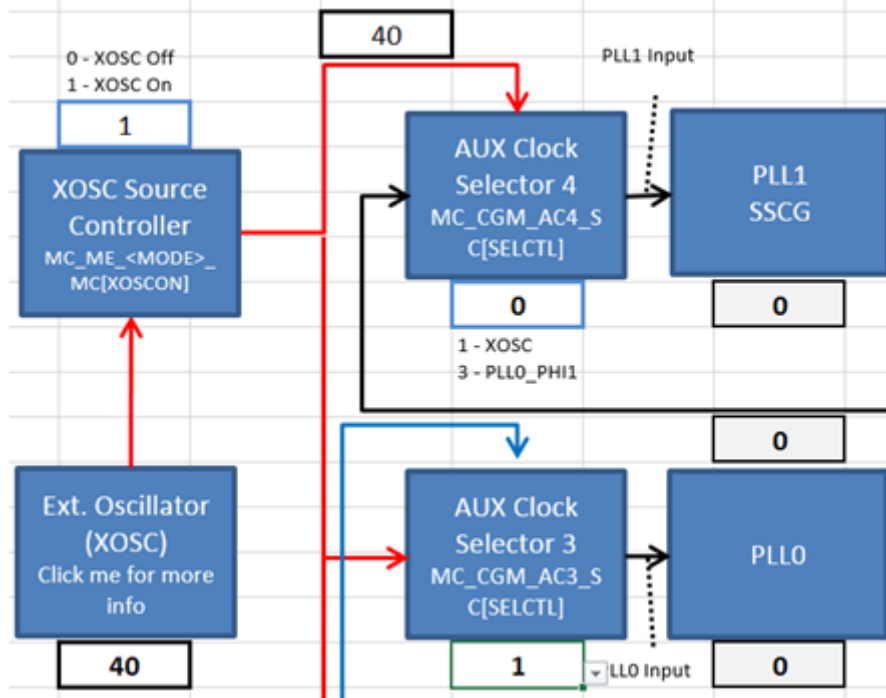 40
0 - XOSC Off
1 - XOSC On
PLL1 Input
1
XOSC Source
Controller
MC_ME_<MODE>_
MC[XOSCON]
AUX Clock
Selector 4
MC_CGM_AC4_S
C[SELCTL]
PLL1
SSCG
0
0
1 - XOSC
3 - PLL0_PHI1
0
Ext. Oscillator
(XOSC)
Click me for more
info
AUX Clock
Selector 3
MC_CGM_AC3_S
C[SELCTL]
PLL0
40
1
PLL0 Input
0